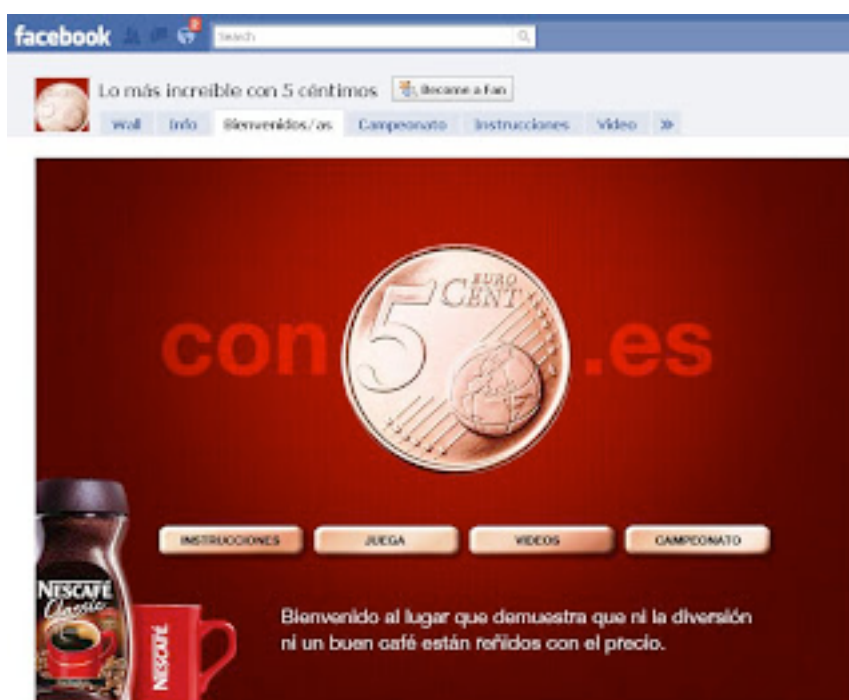 facebook
2
Search
Lo más increíble con 5 céntimos
Become a Fan
Wall Info Bienvenidos/as Campeonato Instrucciones Video
5 EURO
CENT
con .es
INSTRUCCIONES JUEGA VIDEOS CAMPEONATO
NESCAFÉ
Classic
NESCAFÉ
Bienvenido al lugar que demuestra que ni la diversión
ni un buen café están reñidos con el precio.